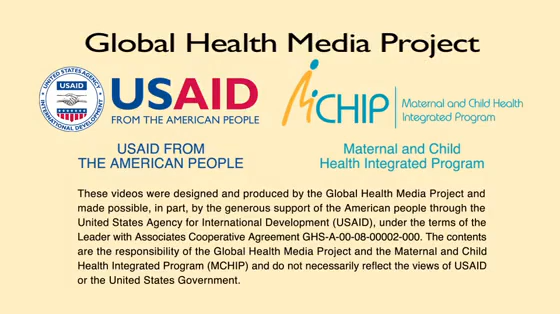 Global Health Media Project
UNITED STATES AGENCY
USAID
INTERNATIONAL DEVELOPMENT
USAID
FROM THE AMERICAN PEOPLE
MCHIP
Maternal and Child Health
Integrated Program
USAID FROM
THE AMERICAN PEOPLE
Maternal and Child
Health Integrated Program
These videos were designed and produced by the Global Health Media Project and
made possible, in part, by the generous support of the American people through the
United States Agency for International Development (USAID), under the terms of the
Leader with Associates Cooperative Agreement GHS-A-00-08-00002-000. The contents
are the responsibility of the Global Health Media Project and the Maternal and Child
Health Integrated Program (MCHIP) and do not necessarily reflect the views of USAID
or the United States Government.